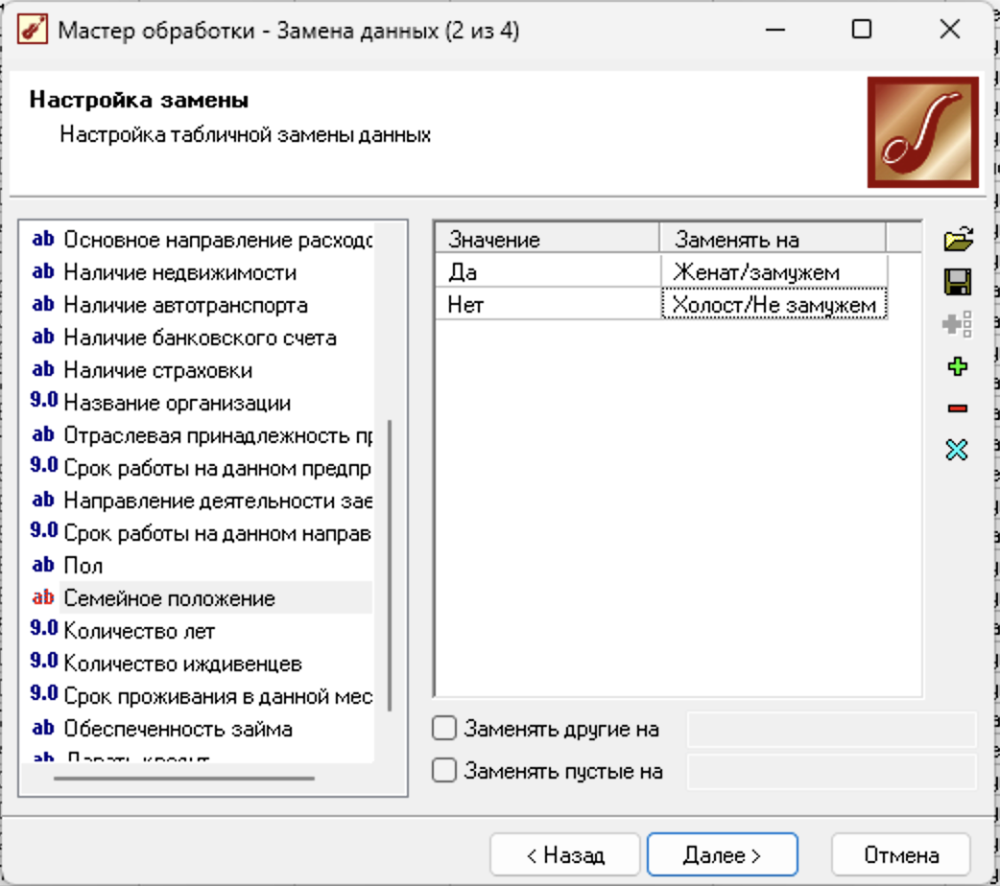 Мастер обработки - Замена данных (2 из 4)
Настройка замены
Настройка табличной замены данных
ab Основное направление расходо
ab Наличие недвижимости
ab Наличие автотранспорта
ab Наличие банковского счета
ab Наличие страховки
9.0 Название организации
ab Отраслевая принадлежность пр
9.0 Срок работы на данном предпр
ab Направление деятельности зае
9.0 Срок работы на данном направ
ab Пол
ab Семейное положение
9.0 Количество лет
9.0 Количество иждивенцев
9.0 Срок проживания в данной мес
ab Обеспеченность займа
ab Давать кредит
Значение Заменять на
Да Женат/замужем
Нет Холост/Не замужем
Заменять другие на
Заменять пустые на
< Назад Далее > Отмена